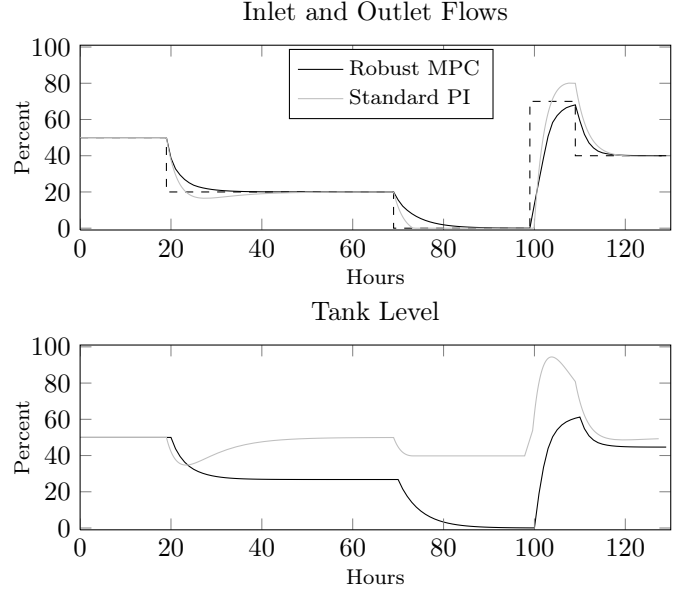 Inlet and Outlet Flows
100
80
60
40
20
0
Percent
Robust MPC
Standard PI
0 20 40 60 80 100 120
Hours
Tank Level
100
80
60
40
20
0
Percent
0 20 40 60 80 100 120
Hours